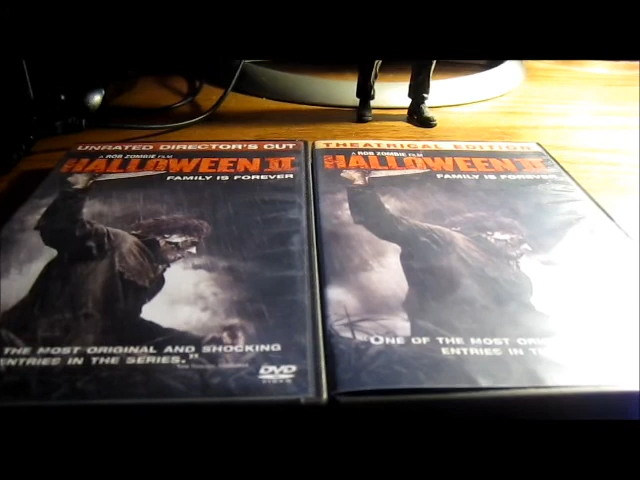 UNRATED DIRECTOR'S CUT
A ROB ZOMBIE FILM
HALLOWEEN II
FAMILY IS FOREVER
THE MOST ORIGINAL AND SHOCKING
ENTRIES IN THE SERIES."
DVD
VIDEO
THEATRICAL EDITION
A ROB ZOMBIE FILM
HALLOWEEN II
FAMILY IS FOREVER
"ONE OF THE MOST
ENTRIES IN